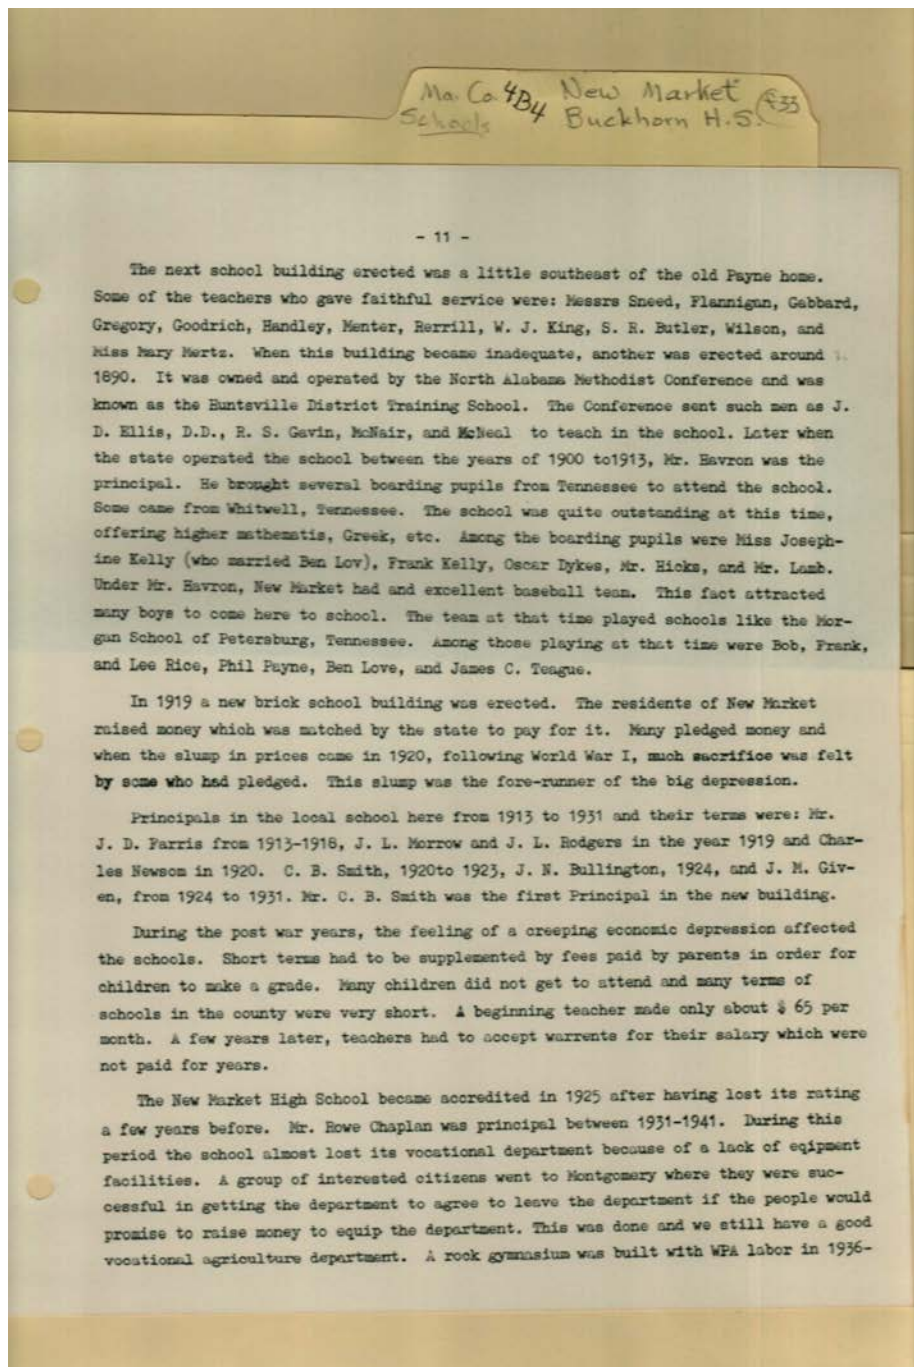 Ma. Co. 4B4 New Market £33
Schools Buckhorn H.S.
- 11 -
The next school building erected was a little southeast of the old Payne home.
Some of the teachers who gave faithful service were: Messrs Sneed, Flannigan, Gabbard,
Gregory, Goodrich, Handley, Menter, Rerrill, W. J. King, S. R. Butler, Wilson, and
Miss Mary Mertz. When this building became inadequate, another was erected around
1890. It was owned and operated by the North Alabama Methodist Conference and was
known as the Huntsville District Training School. The Conference sent such men as J.
D. Ellis, D.D., R. S. Gavin, McNair, and McNeal to teach in the school. Later when
the state operated the school between the years of 1900 to1913, Mr. Havron was the
principal. He brought several boarding pupils from Tennessee to attend the school.
Some came from Whitwell, Tennessee. The school was quite outstanding at this time,
offering higher mathematis, Greek, etc. Among the boarding pupils were Miss Joseph-
ine Kelly (who married Ben Lov), Frank Kelly, Oscar Dykes, Mr. Hicks, and Mr. Lamb.
Under Mr. Havron, New Market had and excellent baseball team. This fact attracted
many boys to come here to school. The team at that time played schools like the Mor-
gan School of Petersburg, Tennessee. Among those playing at that time were Bob, Frank,
and Lee Rice, Phil Payne, Ben Love, and James C. Teague.
In 1919 a new brick school building was erected. The residents of New Market
raised money which was matched by the state to pay for it. Many pledged money and
when the slump in prices came in 1920, following World War I, much sacrifice was felt
by some who had pledged. This slump was the fore-runner of the big depression.
Principals in the local school here from 1913 to 1931 and their terms were: Mr.
J. D. Farris from 1913-1918, J. L. Morrow and J. L. Rodgers in the year 1919 and Char-
les Newsom in 1920. C. B. Smith, 1920to 1923, J. N. Bullington, 1924, and J. M. Giv-
en, from 1924 to 1931. Mr. C. B. Smith was the first Principal in the new building.
During the post war years, the feeling of a creeping economic depression affected
the schools. Short terms had to be supplemented by fees paid by parents in order for
children to make a grade. Many children did not get to attend and many terms of
schools in the county were very short. A beginning teacher made only about $ 65 per
month. A few years later, teachers had to accept warrents for their salary which were
not paid for years.
The New Market High School became accredited in 1925 after having lost its rating
a few years before. Mr. Rowe Chaplan was principal between 1931-1941. During this
period the school almost lost its vocational department because of a lack of eqipment
facilities. A group of interested citizens went to Montgomery where they were suc-
cessful in getting the department to agree to leave the department if the people would
promise to raise money to equip the department. This was done and we still have a good
vocational agriculture department. A rock gymnasium was built with WPA labor in 1936-